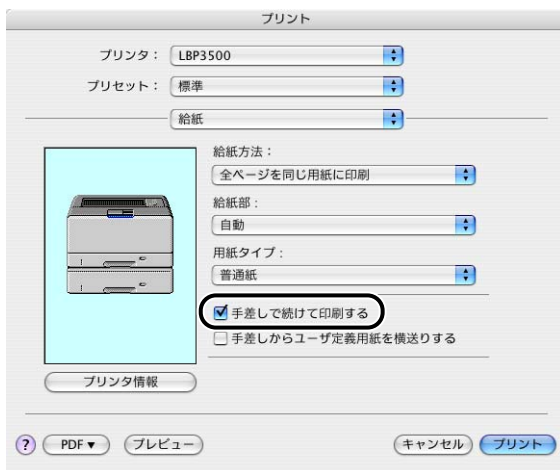 プリント
プリンタ： LBP3500
プリセット： 標準
給紙
給紙方法：
全ページを同じ用紙に印刷
給紙部：
自動
用紙タイプ：
普通紙
手差しで続けて印刷する
手差しからユーザ定義用紙を横送りする
プリンタ情報
? PDF▼ プレビュー キャンセル プリント